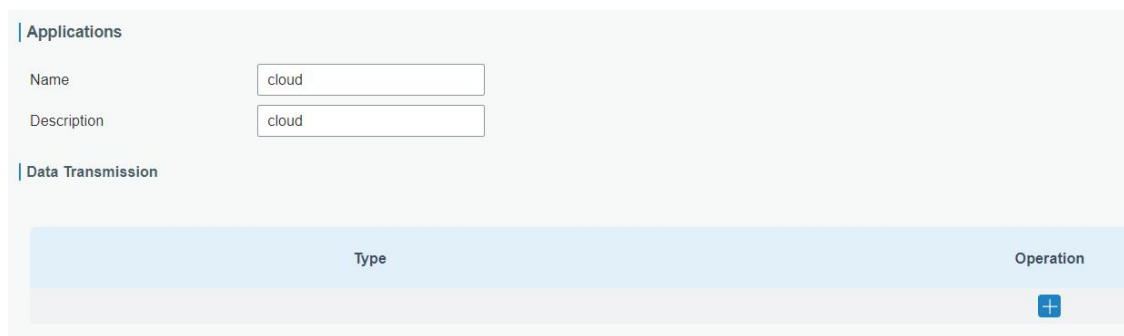 Applications
Name cloud
Description cloud
Data Transmission
Type Operation